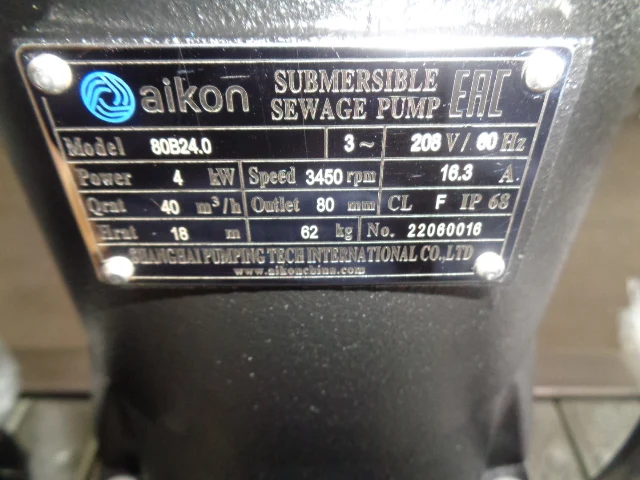 aikon SUBMERSIBLE SEWAGE PUMP EAC
Model 80B24.0 3~ 208 V/ 60 Hz
Power 4 kW Speed 3450 rpm 16.3 A
Qrat 40 m³/h Outlet 80 mm CL F IP 68
Hrat 18 m 62 kg No. 22060016
SHANGHAI PUMPING TECH INTERNATIONAL CO.,LTD
www.aikonchina.com